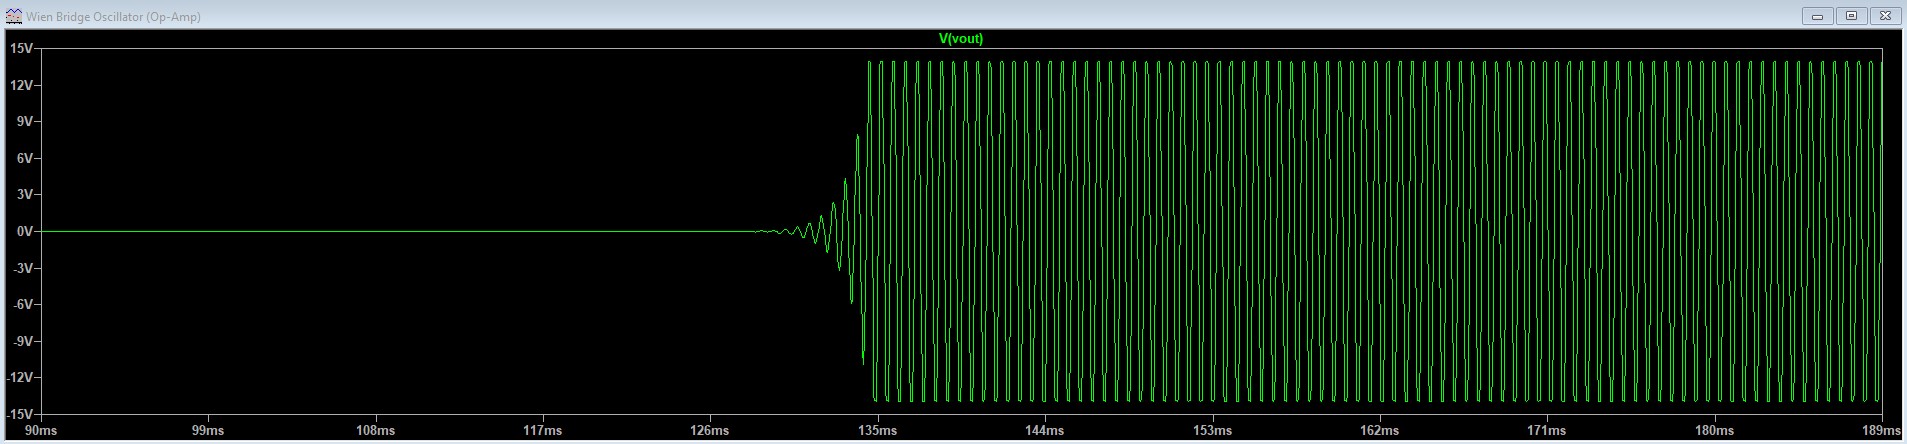 Wien Bridge Oscillator (Op-Amp)
V(vout)
15V
12V
9V
6V
3V
0V
-3V
-6V
-9V
-12V
-15V
90ms 99ms 108ms 117ms 126ms 135ms 144ms 153ms 162ms 171ms 180ms 189ms